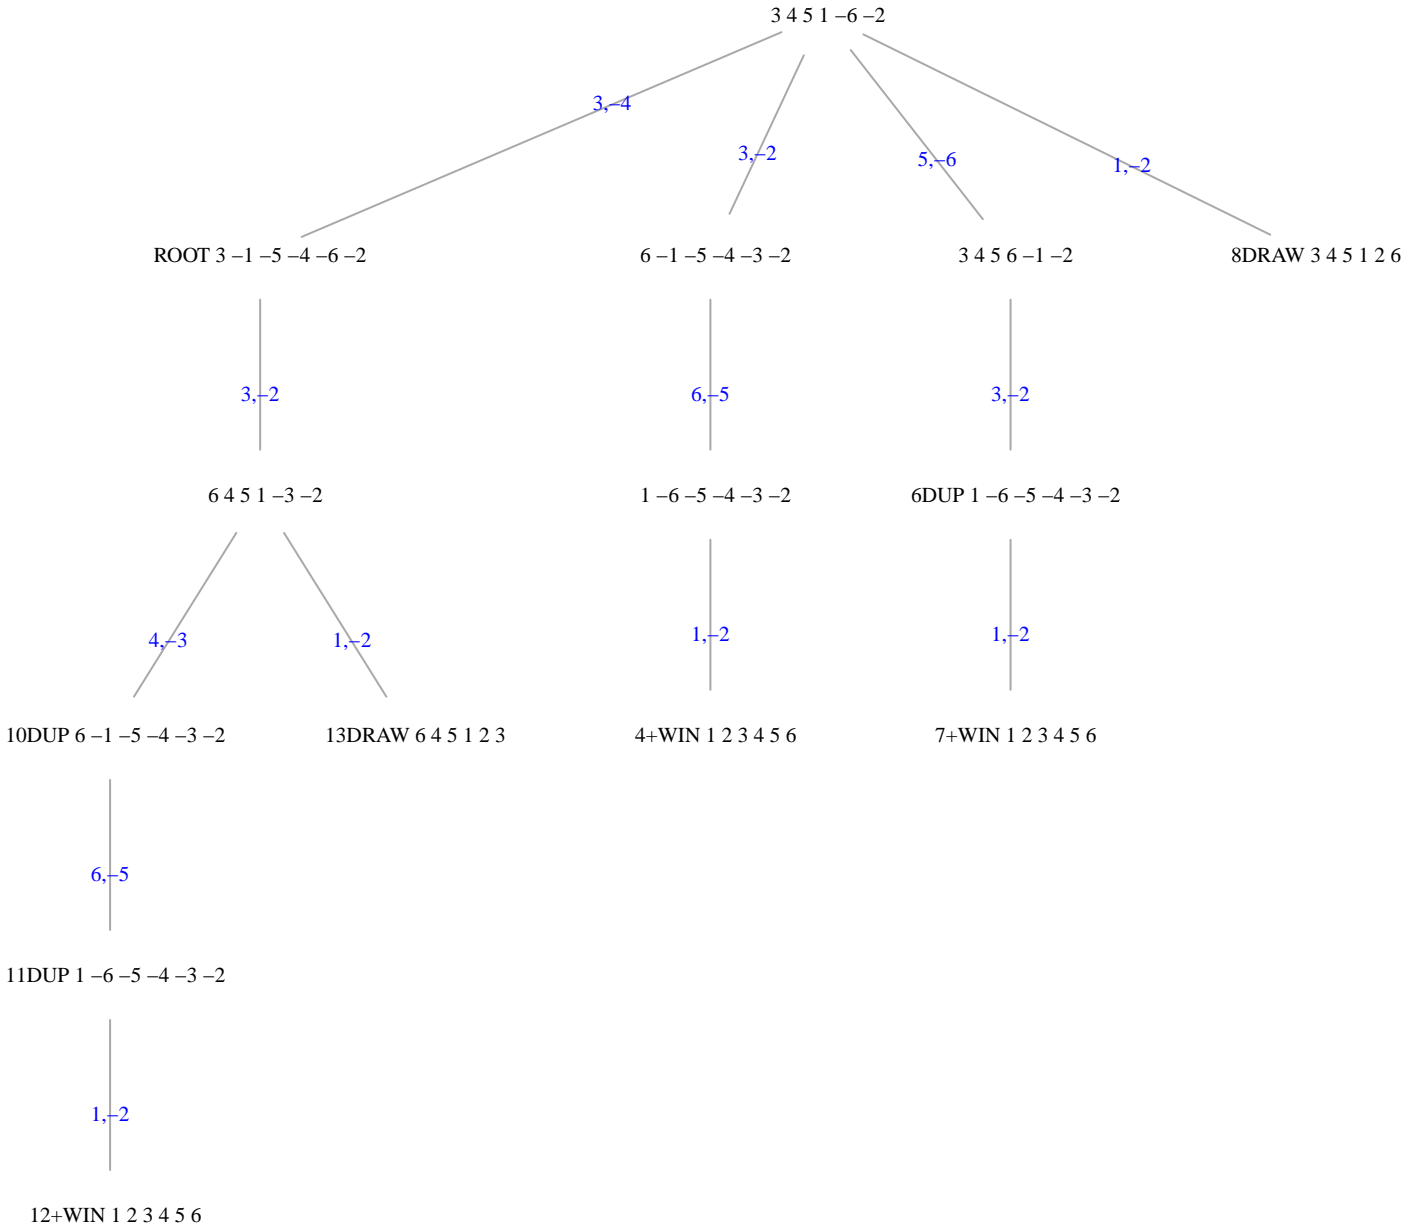 3 4 5 1 –6 –2
3,–4
3,–2
5,–6
1,–2
ROOT 3 –1 –5 –4 –6 –2
6 –1 –5 –4 –3 –2
3 4 5 6 –1 –2
8DRAW 3 4 5 1 2 6
3,–2
6,–5
3,–2
6 4 5 1 –3 –2
1 –6 –5 –4 –3 –2
6DUP 1 –6 –5 –4 –3 –2
4,–3
1,–2
1,–2
1,–2
10DUP 6 –1 –5 –4 –3 –2
13DRAW 6 4 5 1 2 3
4+WIN 1 2 3 4 5 6
7+WIN 1 2 3 4 5 6
6,–5
11DUP 1 –6 –5 –4 –3 –2
1,–2
12+WIN 1 2 3 4 5 6